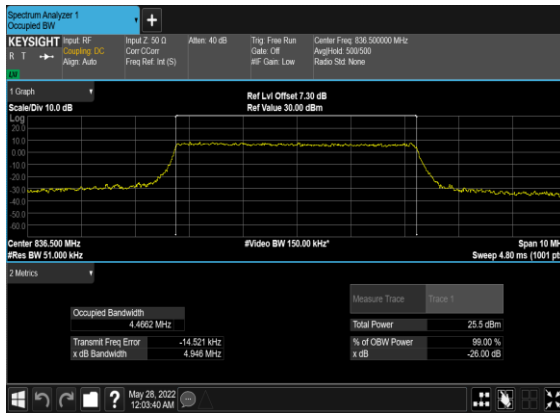 Spectrum Analyzer 1
Occupied BW
KEYSIGHT Input: RF Input Z: 50 Ω Atten: 40 dB Trig: Free Run Center Freq: 836.500000 MHz
R T Coupling: DC Corr CCorr Gate: Off Avg|Hold: 500/500
Align: Auto Freq Ref: Int (S) #IF Gain: Low Radio Std: None
LXI
1 Graph
Ref Lvl Offset 7.30 dB
Scale/Div 10.0 dB Ref Value 30.00 dBm
Log
20.0
10.0
0.00
-10.0
-20.0
-30.0
-40.0
-50.0
-60.0
Center 836.500 MHz #Video BW 150.00 kHz* Span 10 MH
#Res BW 51.000 kHz Sweep 4.80 ms (1001 pt
2 Metrics
Measure Trace Trace 1
Occupied Bandwidth
4.4662 MHz Total Power 25.5 dBm
Transmit Freq Error -14.521 kHz % of OBW Power 99.00 %
x dB Bandwidth 4.946 MHz x dB -26.00 dB
? May 28, 2022
12:03:40 AM